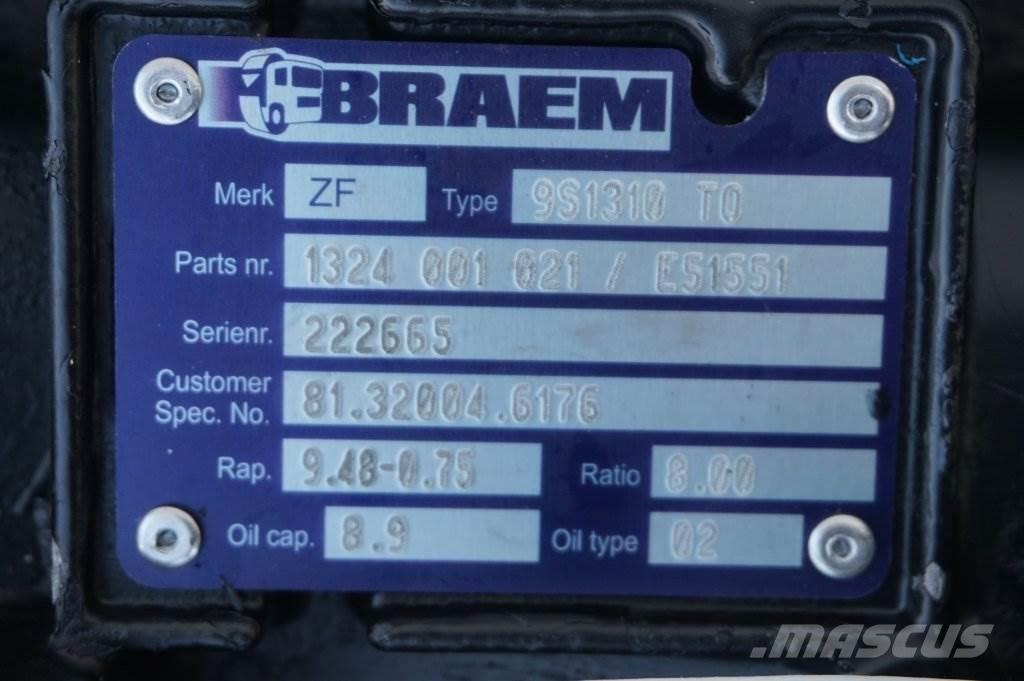 BRAEM
Merk ZF Type 9S1310 TO
Parts nr. 1324 001 021 / E51551
Serienr. 222665
Customer
Spec. No. 81.32004.6176
Rap. 9.48-0.75 Ratio 8.00
Oil cap. 8.9 Oil type 02
MASCUS